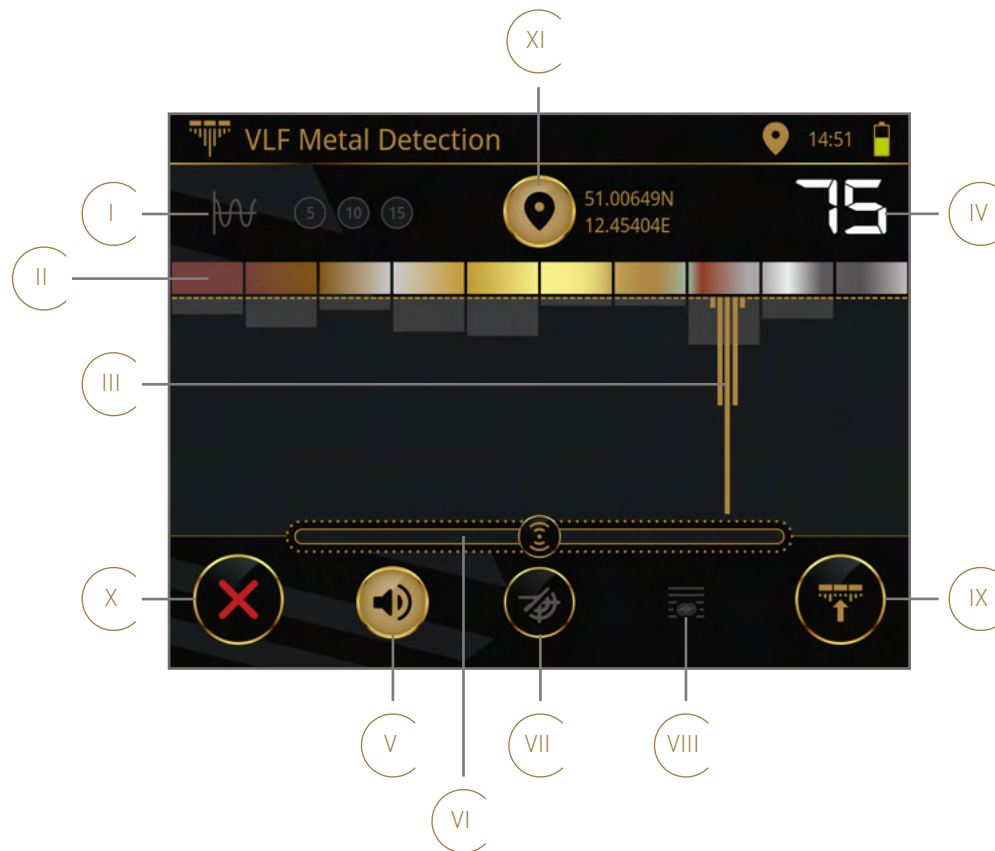 XI
VLF Metal Detection
14:51
I
5 10 15
51.00649N
12.45404E
75
IV
II
III
X
IX
V
VII
VIII
VI